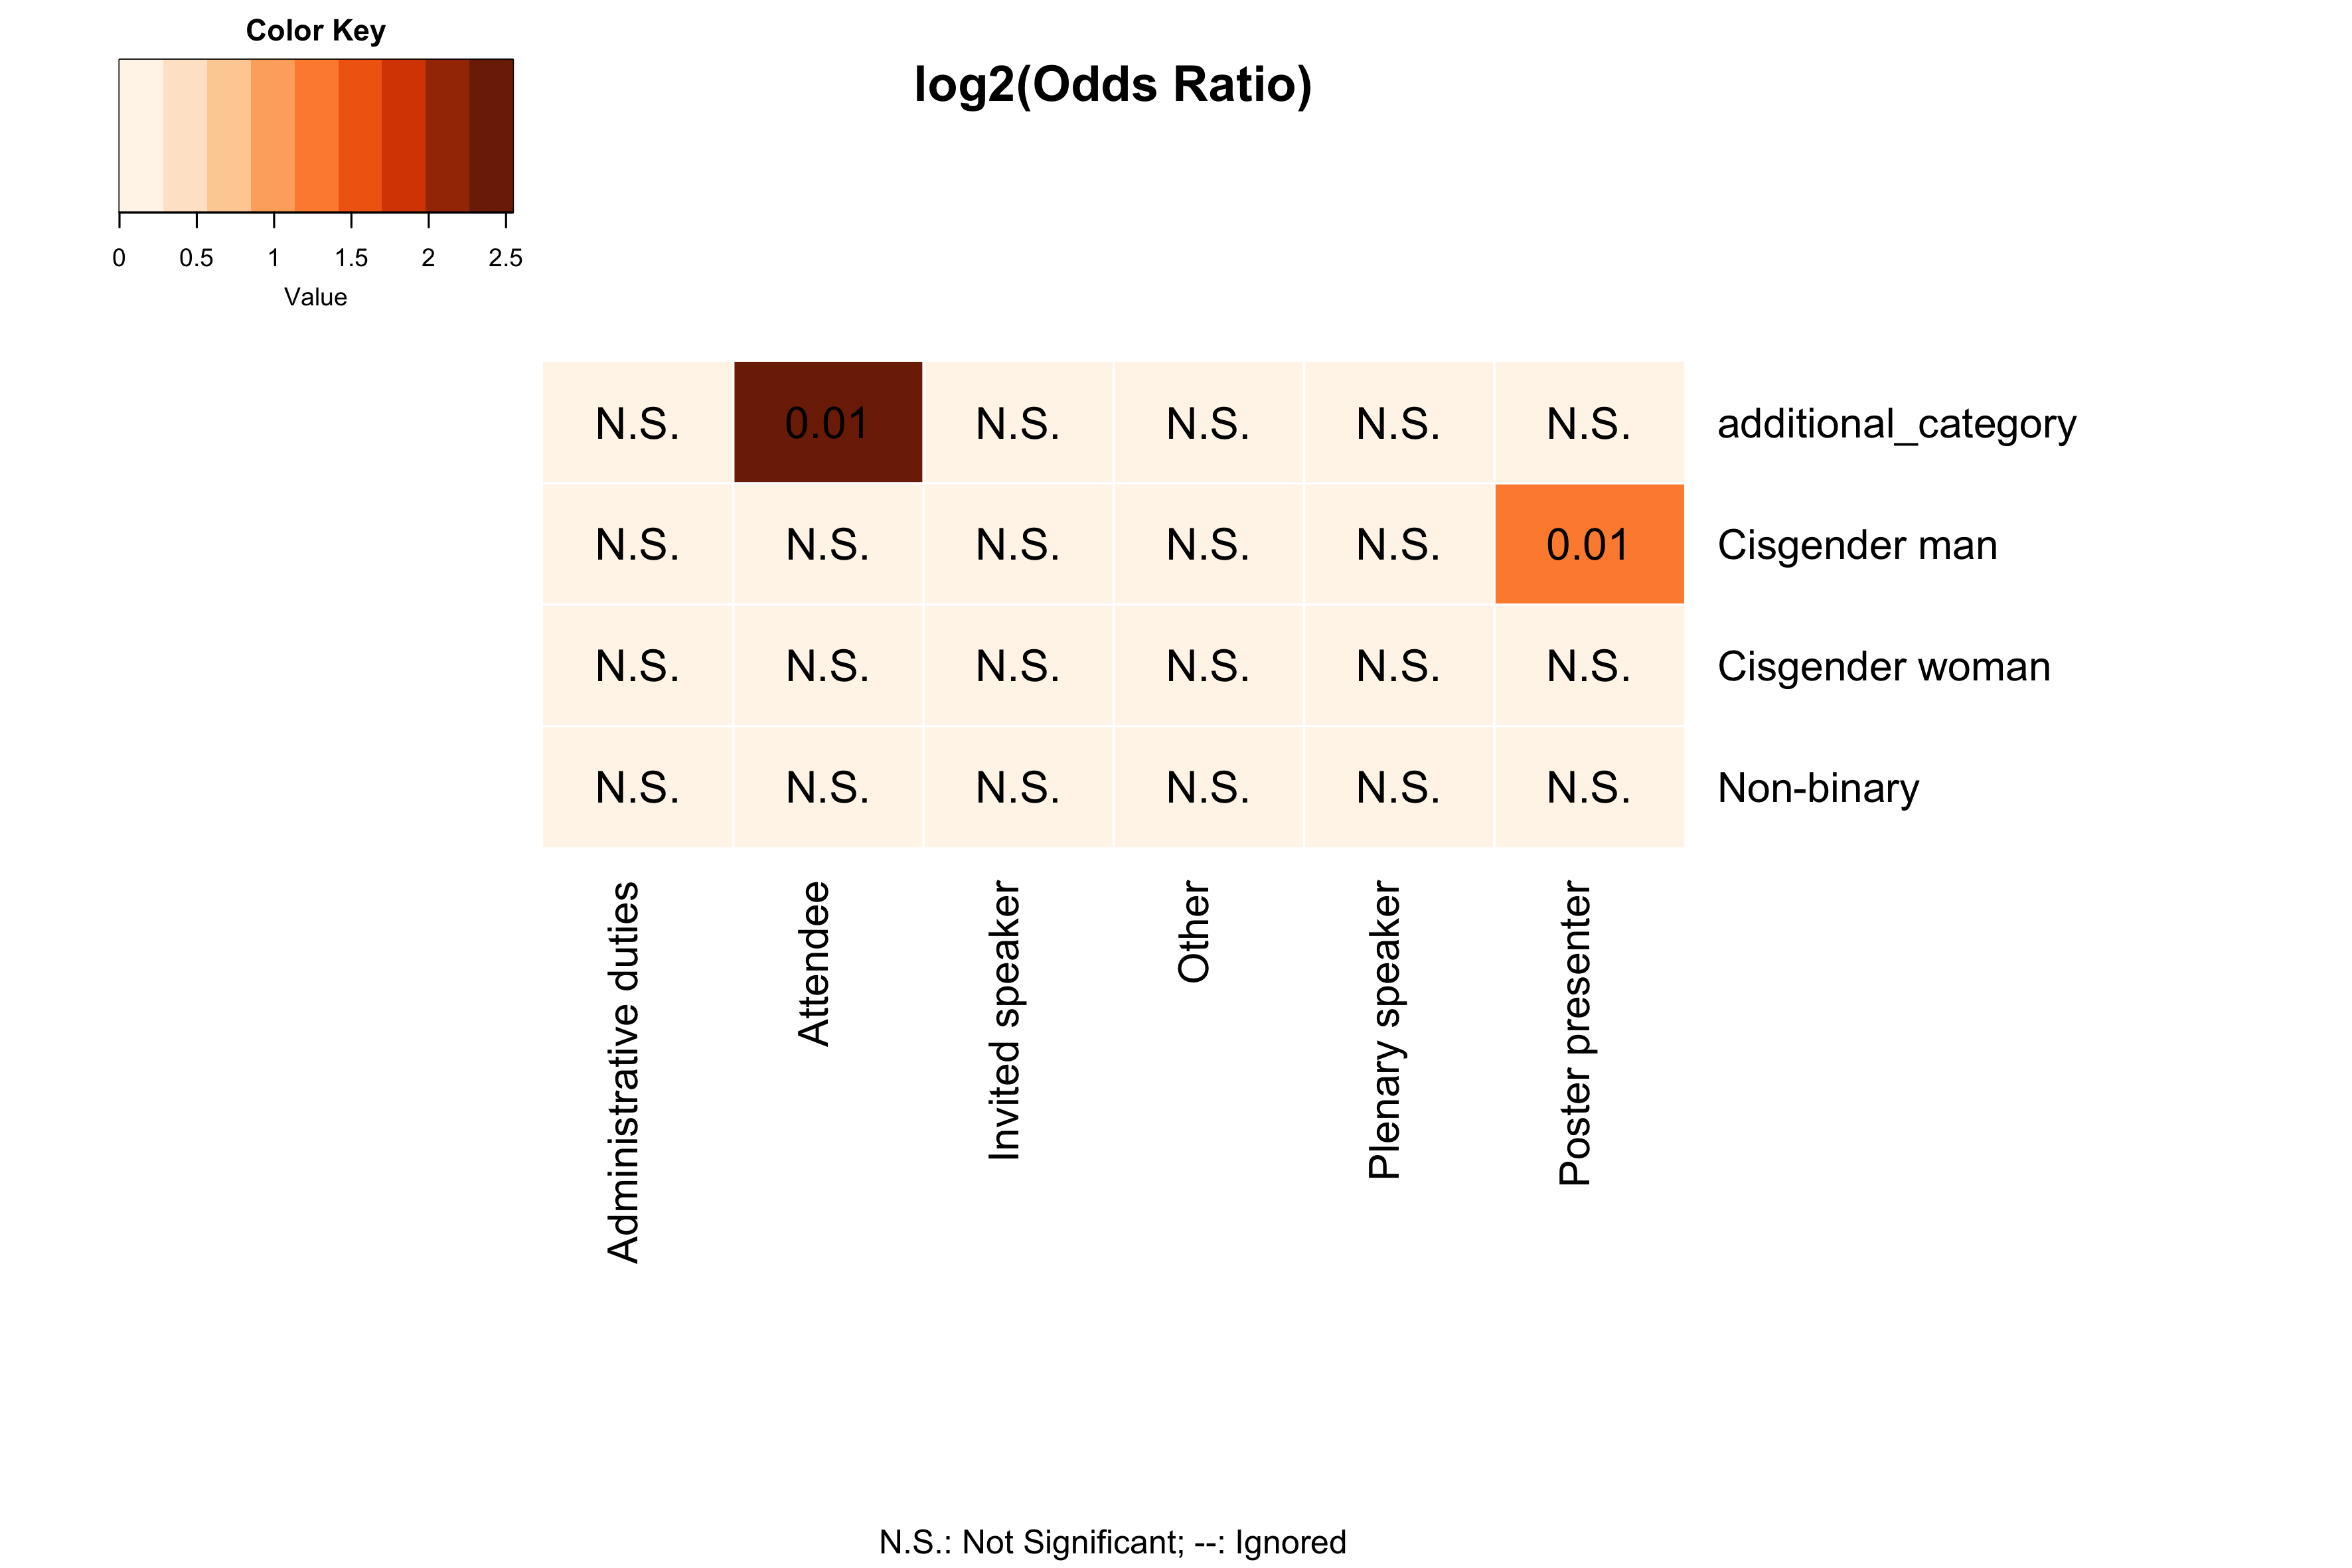 Color Key
log2(Odds Ratio)
0 0.5 1 1.5 2 2.5
Value
N.S. 0.01 N.S. N.S. N.S. N.S. additional_category
N.S. N.S. N.S. N.S. N.S. 0.01 Cisgender man
N.S. N.S. N.S. N.S. N.S. N.S. Cisgender woman
N.S. N.S. N.S. N.S. N.S. N.S. Non-binary
Administrative duties
Attendee
Invited speaker
Other
Plenary speaker
Poster presenter
N.S.: Not Significant; --: Ignored